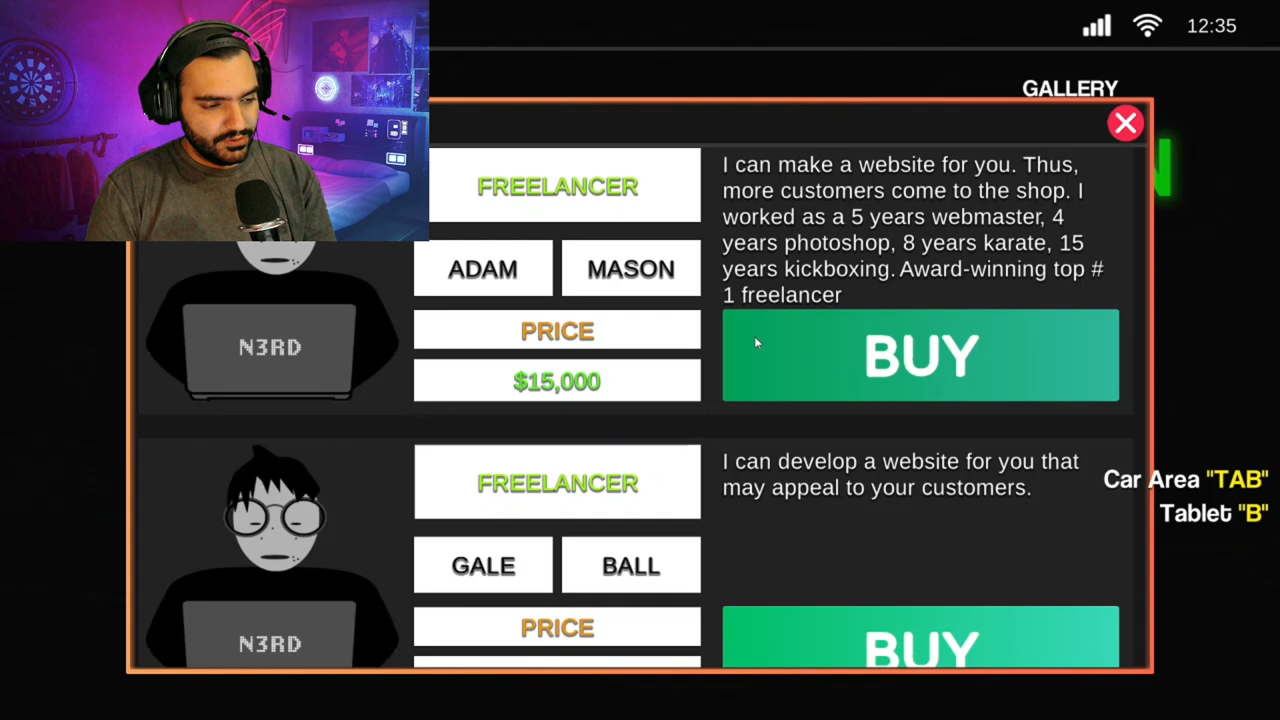 12:35
GALLERY
FREELANCER
ADAM
MASON
PRICE
$15,000
N3RD
I can make a website for you. Thus,
more customers come to the shop. I
worked as a 5 years webmaster, 4
years photoshop, 8 years karate, 15
years kickboxing. Award-winning top #
1 freelancer
BUY
FREELANCER
GALE
BALL
PRICE
N3RD
I can develop a website for you that
may appeal to your customers.
BUY
Car Area "TAB"
Tablet "B"